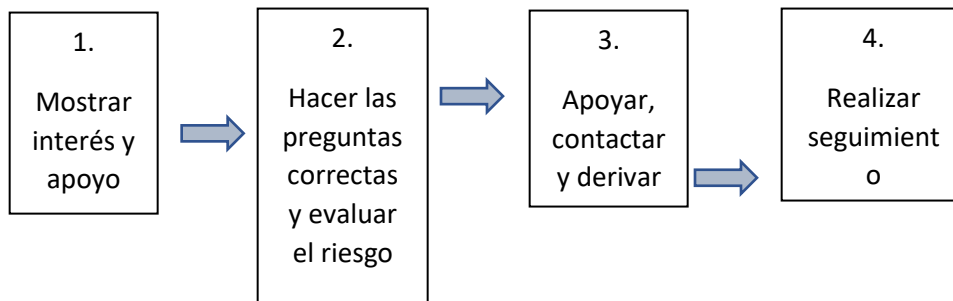 1.
Mostrar
interés y
apoyo
2.
Hacer las
preguntas
correctas
y evaluar
el riesgo
3.
Apoyar,
contactar
y derivar
4.
Realizar
seguimient
o